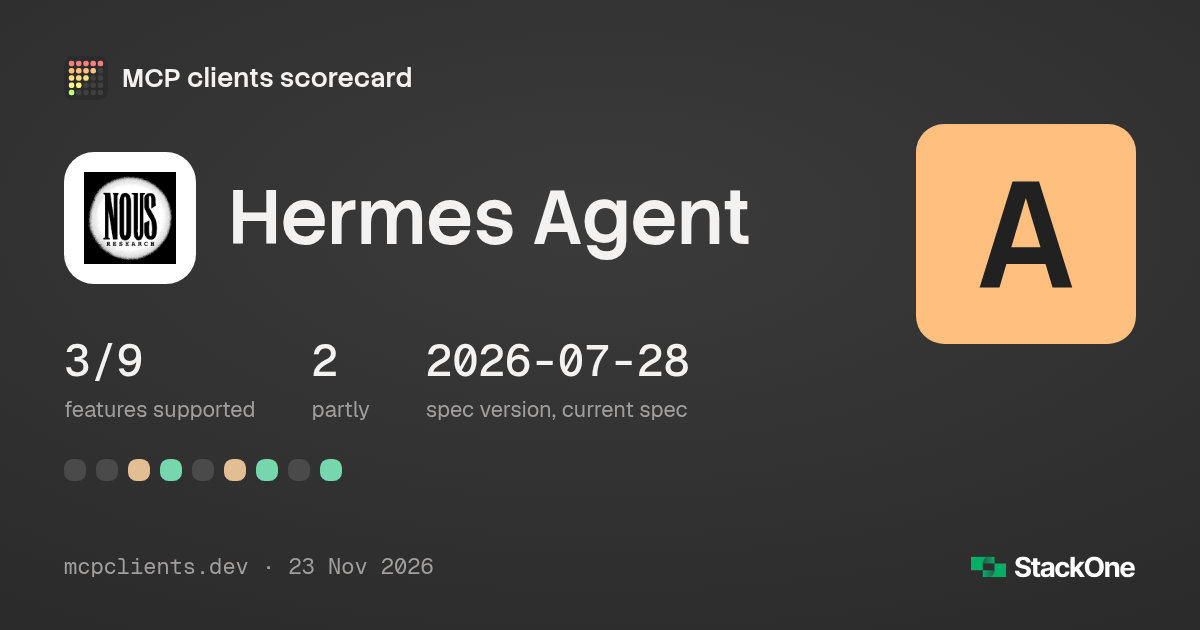 MCP clients scorecard
NOUS
RESEARCH
Hermes Agent
A
3/9
features supported
2
partly
2026-07-28
spec version, current spec
mcpclients.dev · 23 Nov 2026
StackOne